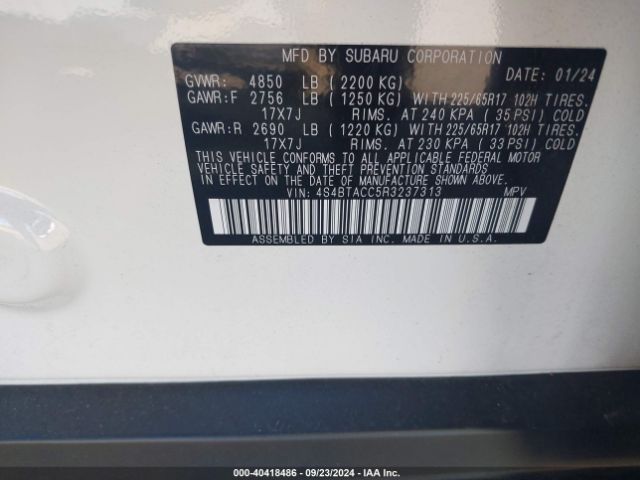 MFD BY SUBARU CORPORATION
DATE: 01/24
GVWR: 4850 LB (2200 KG)
GAWR:F 2756 LB (1250 KG) WITH 225/65R17 102H TIRES.
17X7J RIMS. AT 240 KPA (35 PSI) COLD
GAWR:R 2690 LB (1220 KG) WITH 225/65R17 102H TIRES.
17X7J RIMS. AT 230 KPA (33 PSI) COLD
THIS VEHICLE CONFORMS TO ALL APPLICABLE FEDERAL MOTOR
VEHICLE SAFETY AND THEFT PREVENTION STANDARDS
IN EFFECT ON THE DATE OF MANUFACTURE SHOWN ABOVE.
VIN: 4S4BTACC5R3237313 MPV
ASSEMBLED BY SIA INC. MADE IN U.S.A.
000-40418486 - 09/23/2024 - IAA Inc.